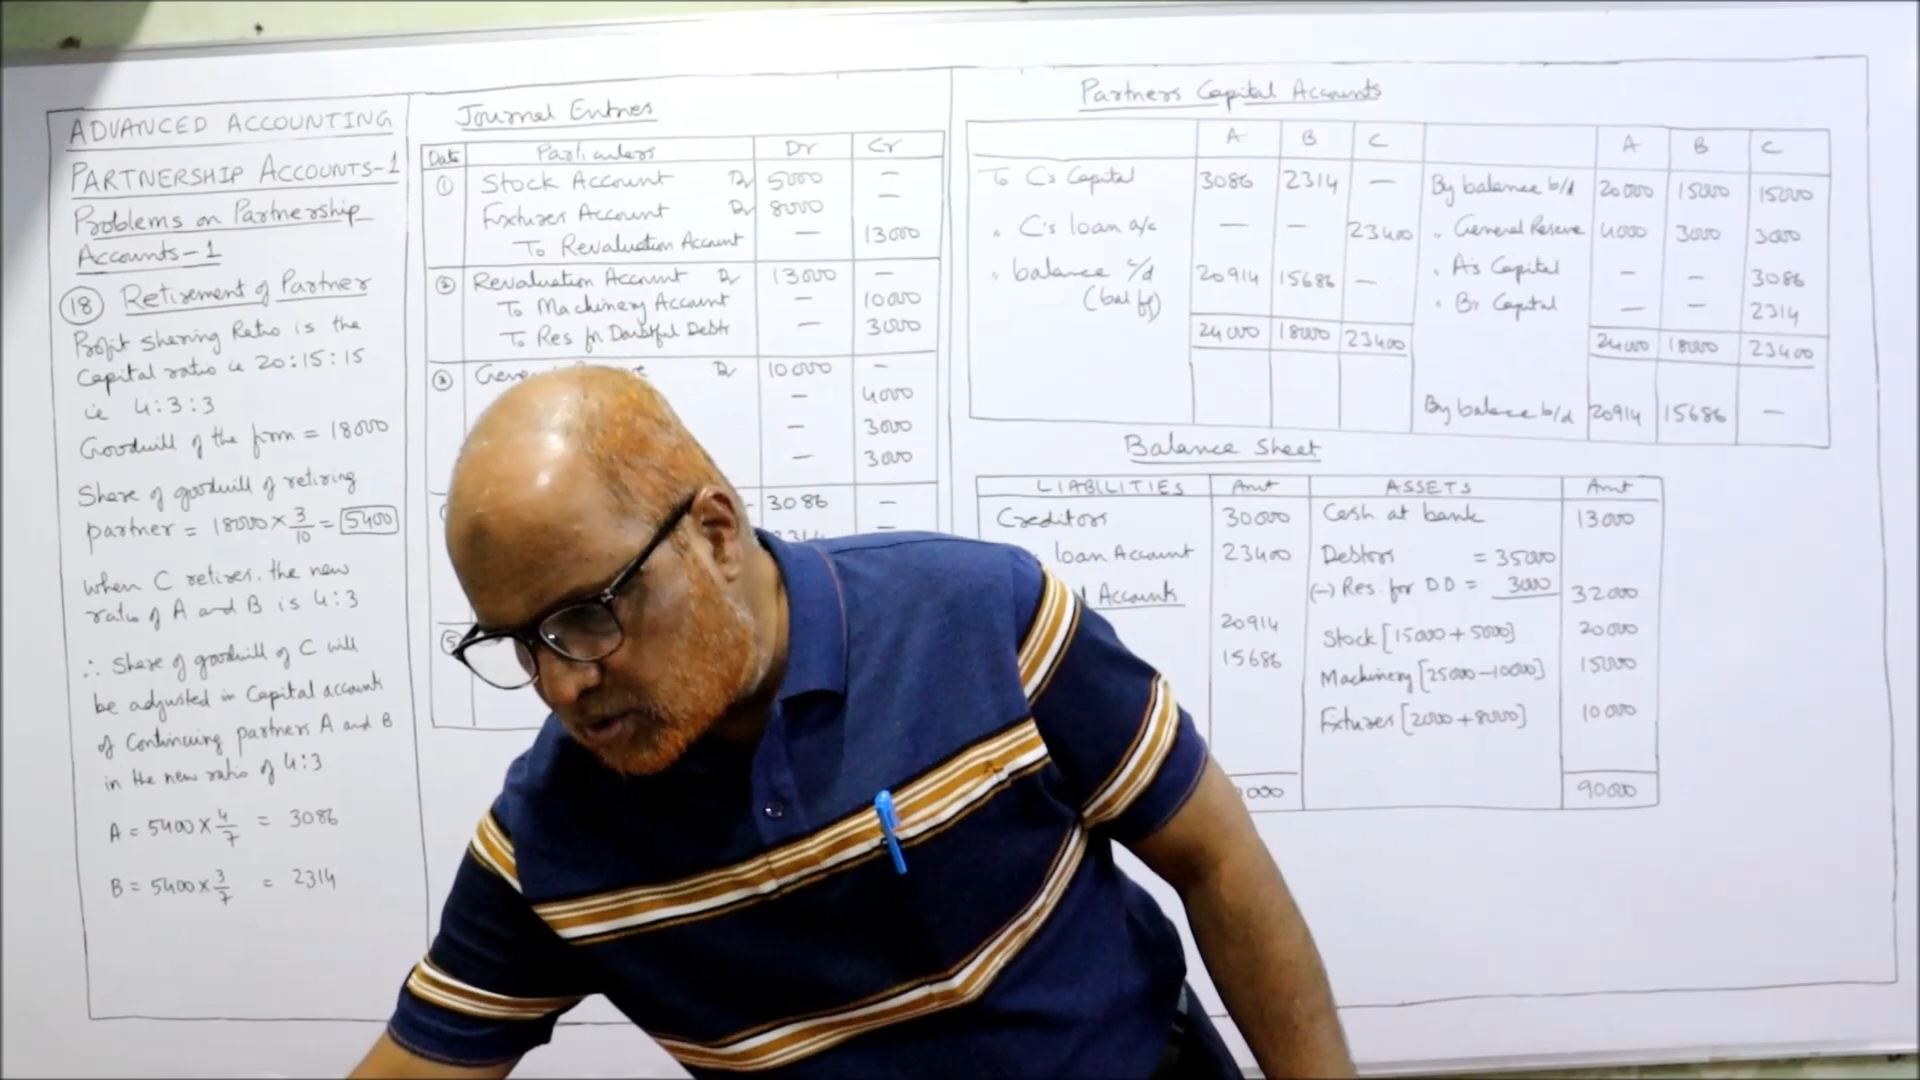 ADVANCED ACCOUNTING
PARTNERSHIP ACCOUNTS-1
Problems on Partnership
Accounts-1
18 Retirement of Partner
Profit sharing Ratio is the
Capital ratio ie 20:15:15
ie 4:3:3
Goodwill of the firm = 18000
Share of goodwill of retiring
partner = 18000 × 3/10 = 5400
when C retires. the new
ratio of A and B is 4:3
∴ Share of goodwill of C will
be adjusted in Capital accounts
of Continuing partners A and B
in the new ratio of 4:3
A = 5400 × 4/7 = 3086
B = 5400 × 3/7 = 2314
Journal Entries
Date Particulars Dr Cr
1 Stock Account Dr 5000 —
Fixtures Account Dr 8000 —
To Revaluation Account — 13000
2 Revaluation Account Dr 13000 —
To Machinery Account — 10000
To Res for Doubtful Debts — 3000
3 Dr 10000 —
— 4000
— 3000
— 3000
3086 —
2314 —
5
Partners Capital Accounts
A B C A B C
To C's Capital 3086 2314 — By balance b/d 20000 15000 15000
" C's loan a/c — — 23400 " General Reserve 4000 3000 3000
" balance c/d 20914 15686 — " A's Capital — — 3086
(bal fig) " B's Capital — — 2314
24000 18000 23400 24000 18000 23400
By balance b/d 20914 15686 —
Balance Sheet
LIABILITIES Amt ASSETS Amt
Creditors 30000 Cash at bank 13000
loan Account 23400 Debtors = 35000
Accounts (-) Res. for DD = 3000 32000
20914 Stock [15000 + 5000] 20000
15686 Machinery [25000 - 10000] 15000
Fixtures [2000 + 8000] 10000
000 90000